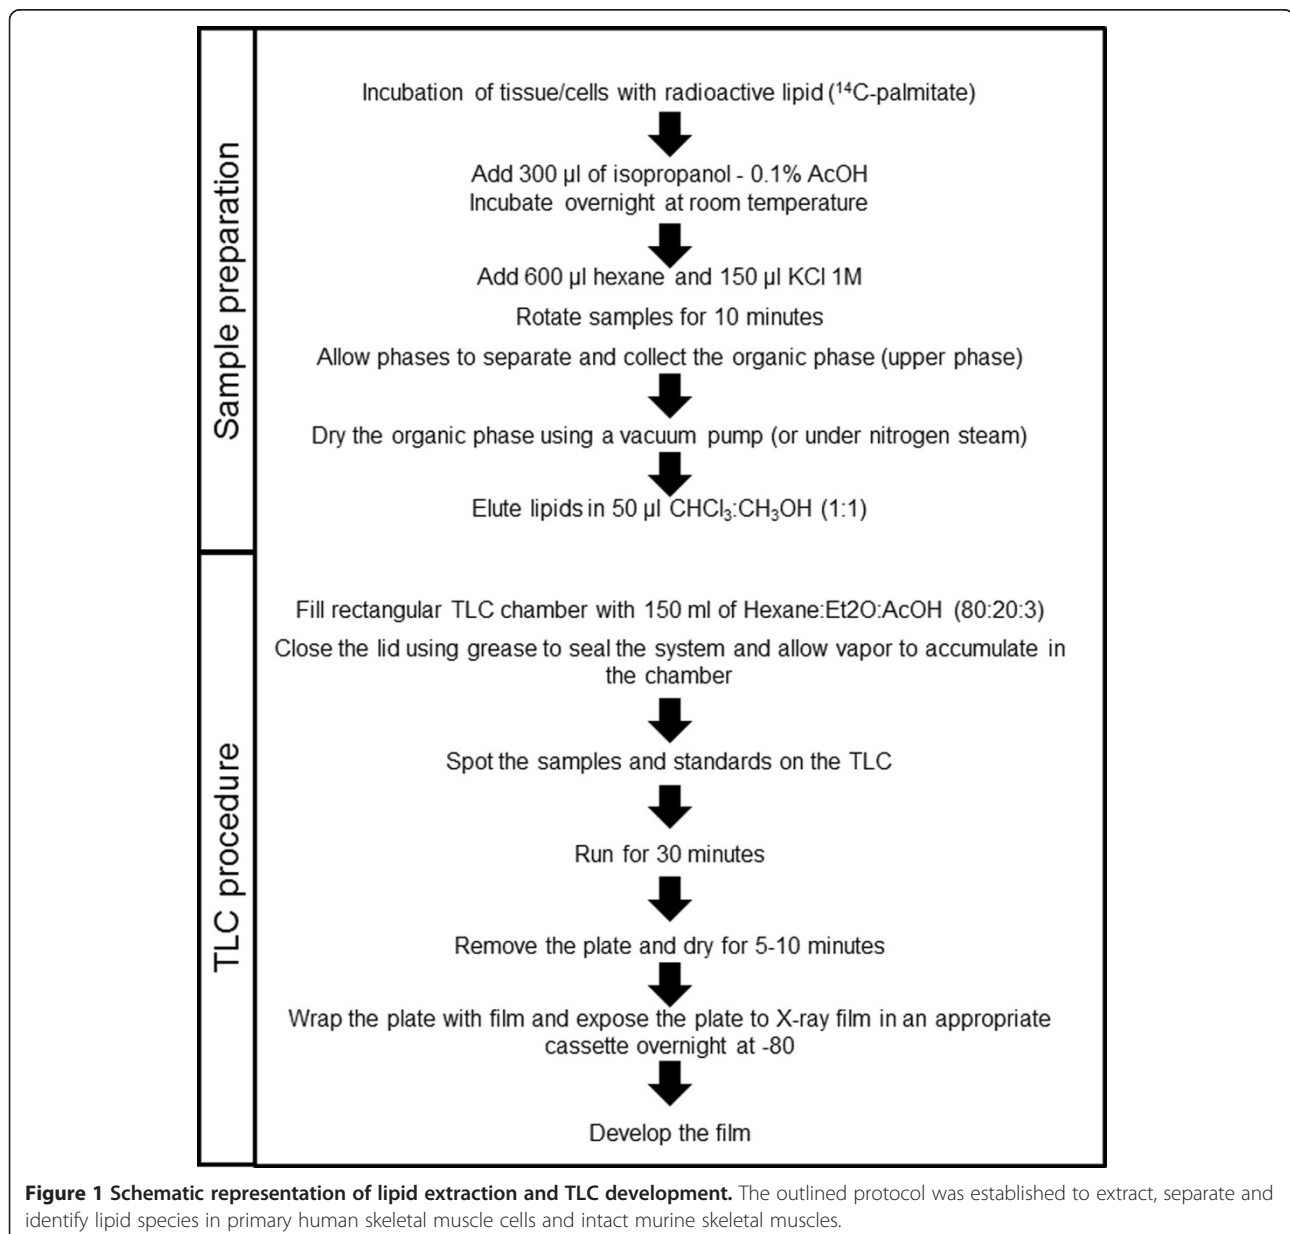 Sample preparation
Incubation of tissue/cells with radioactive lipid (¹⁴C-palmitate)
Add 300 µl of isopropanol - 0.1% AcOH
Incubate overnight at room temperature
Add 600 µl hexane and 150 µl KCl 1M
Rotate samples for 10 minutes
Allow phases to separate and collect the organic phase (upper phase)
Dry the organic phase using a vacuum pump (or under nitrogen steam)
Elute lipids in 50 µl CHCl₃:CH₃OH (1:1)
TLC procedure
Fill rectangular TLC chamber with 150 ml of Hexane:Et2O:AcOH (80:20:3)
Close the lid using grease to seal the system and allow vapor to accumulate in
the chamber
Spot the samples and standards on the TLC
Run for 30 minutes
Remove the plate and dry for 5-10 minutes
Wrap the plate with film and expose the plate to X-ray film in an appropriate
cassette overnight at -80
Develop the film
Figure 1 Schematic representation of lipid extraction and TLC development. The outlined protocol was established to extract, separate and
identify lipid species in primary human skeletal muscle cells and intact murine skeletal muscles.